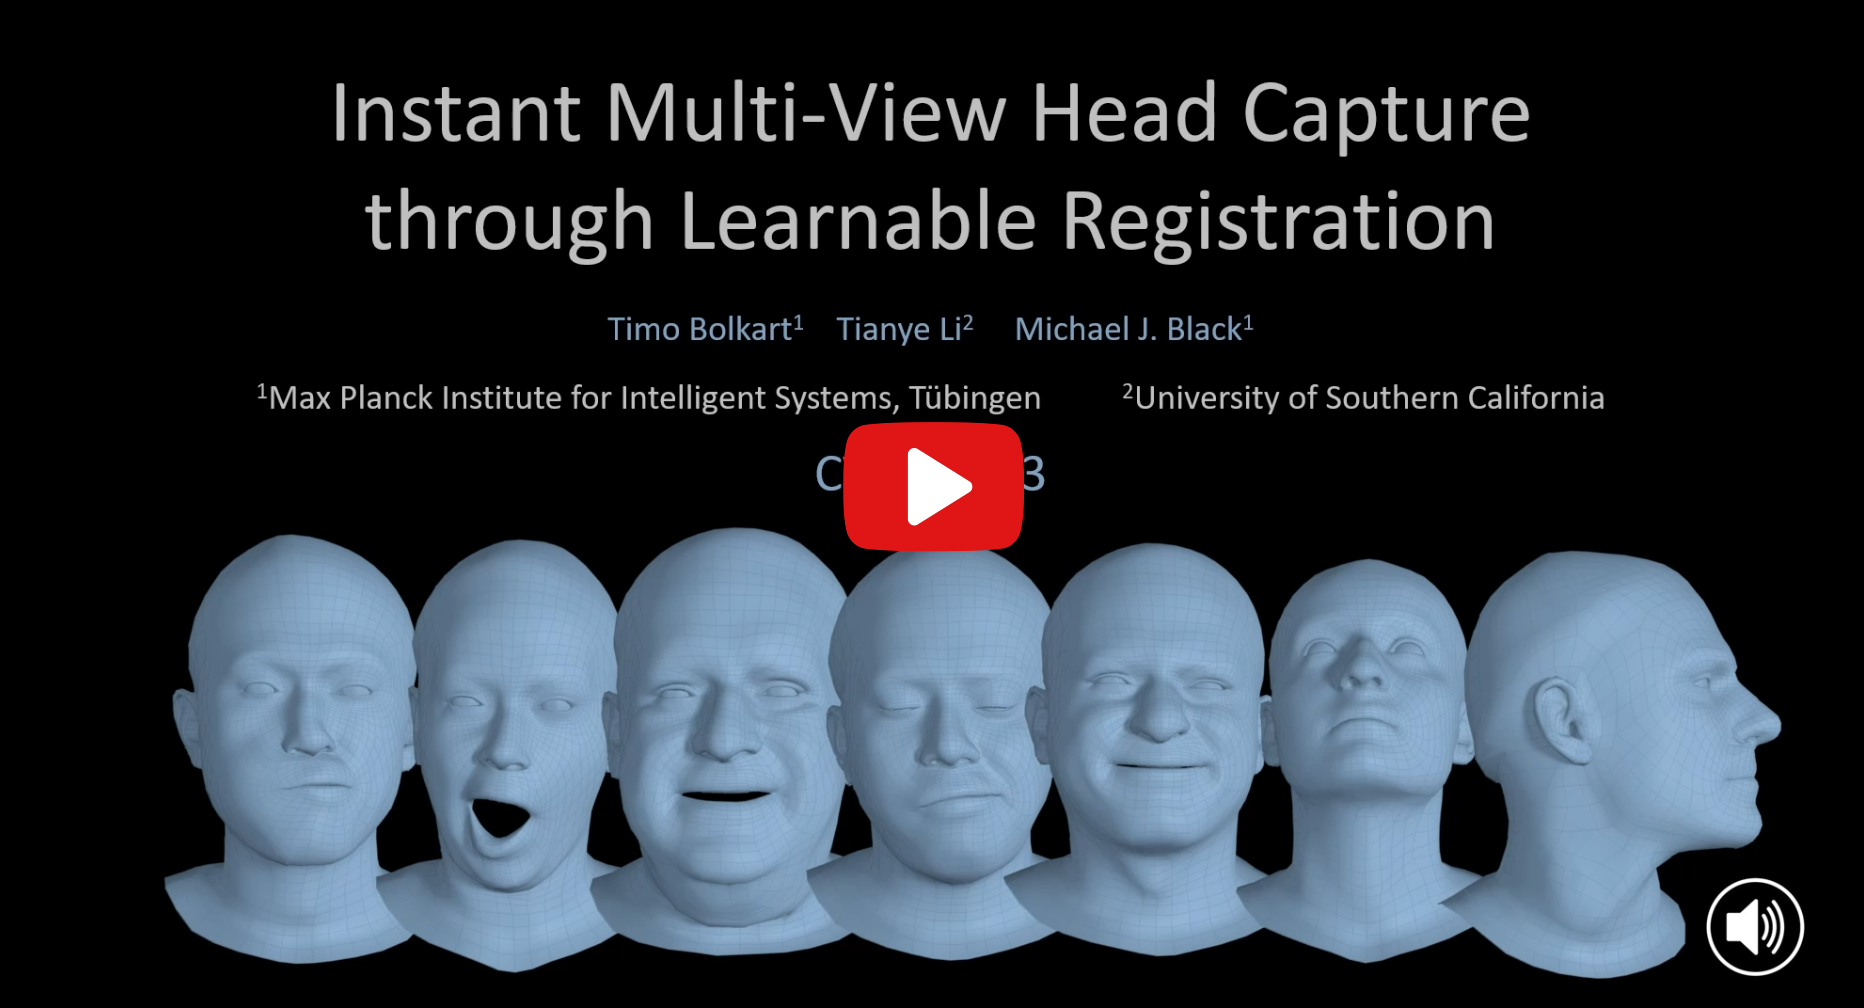 Instant Multi-View Head Capture
through Learnable Registration
Timo Bolkart¹ Tianye Li² Michael J. Black¹
¹Max Planck Institute for Intelligent Systems, Tübingen ²University of Southern California